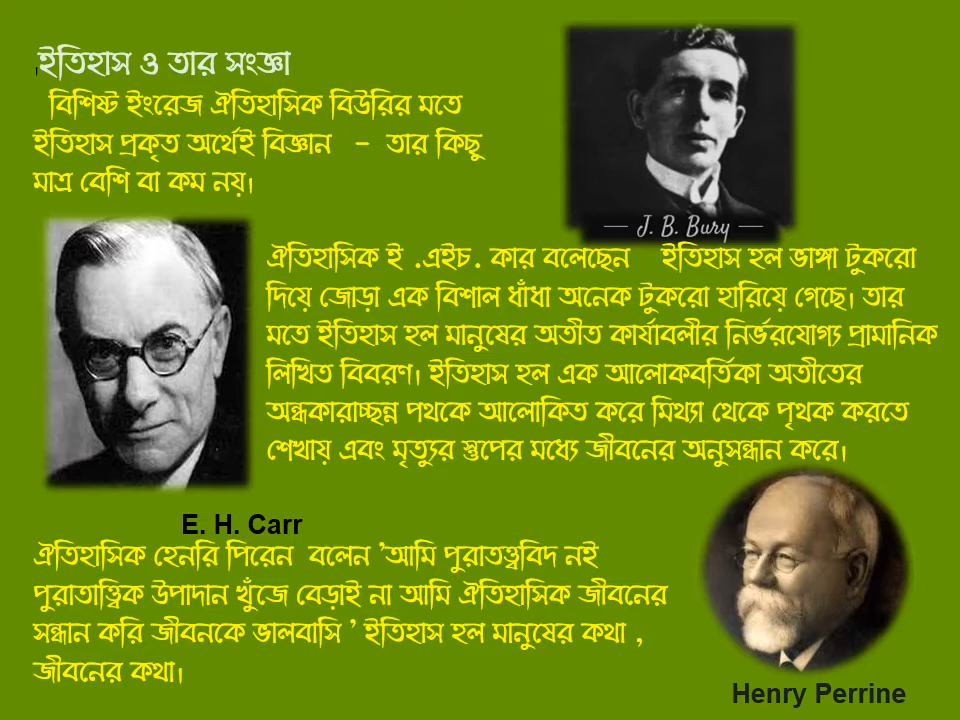 ইতিহাস ও তার সংজ্ঞা
বিশিষ্ট ইংরেজ ঐতিহাসিক বিউরির মতে
ইতিহাস প্রকৃত অর্থেই বিজ্ঞান – তার কিছু
মাত্র বেশি বা কম নয়।
— J. B. Bury —
ঐতিহাসিক ই .এইচ. কার বলেছেন ইতিহাস হল ভাঙ্গা টুকরো
দিয়ে জোড়া এক বিশাল ধাঁধা অনেক টুকরো হারিয়ে গেছে। তার
মতে ইতিহাস হল মানুষের অতীত কার্যাবলীর নির্ভরযোগ্য প্রামানিক
লিখিত বিবরণ। ইতিহাস হল এক আলোকবর্তিকা অতীতের
অন্ধকারাচ্ছন্ন পথকে আলোকিত করে মিথ্যা থেকে পৃথক করতে
শেখায় এবং মৃত্যুর স্তুপের মধ্যে জীবনের অনুসন্ধান করে।
E. H. Carr
ঐতিহাসিক হেনরি পিরেন বলেন ’আমি পুরাতত্ত্ববিদ নই
পুরাতাত্ত্বিক উপাদান খুঁজে বেড়াই না আমি ঐতিহাসিক জীবনের
সন্ধান করি জীবনকে ভালবাসি ’ ইতিহাস হল মানুষের কথা ,
জীবনের কথা।
Henry Perrine